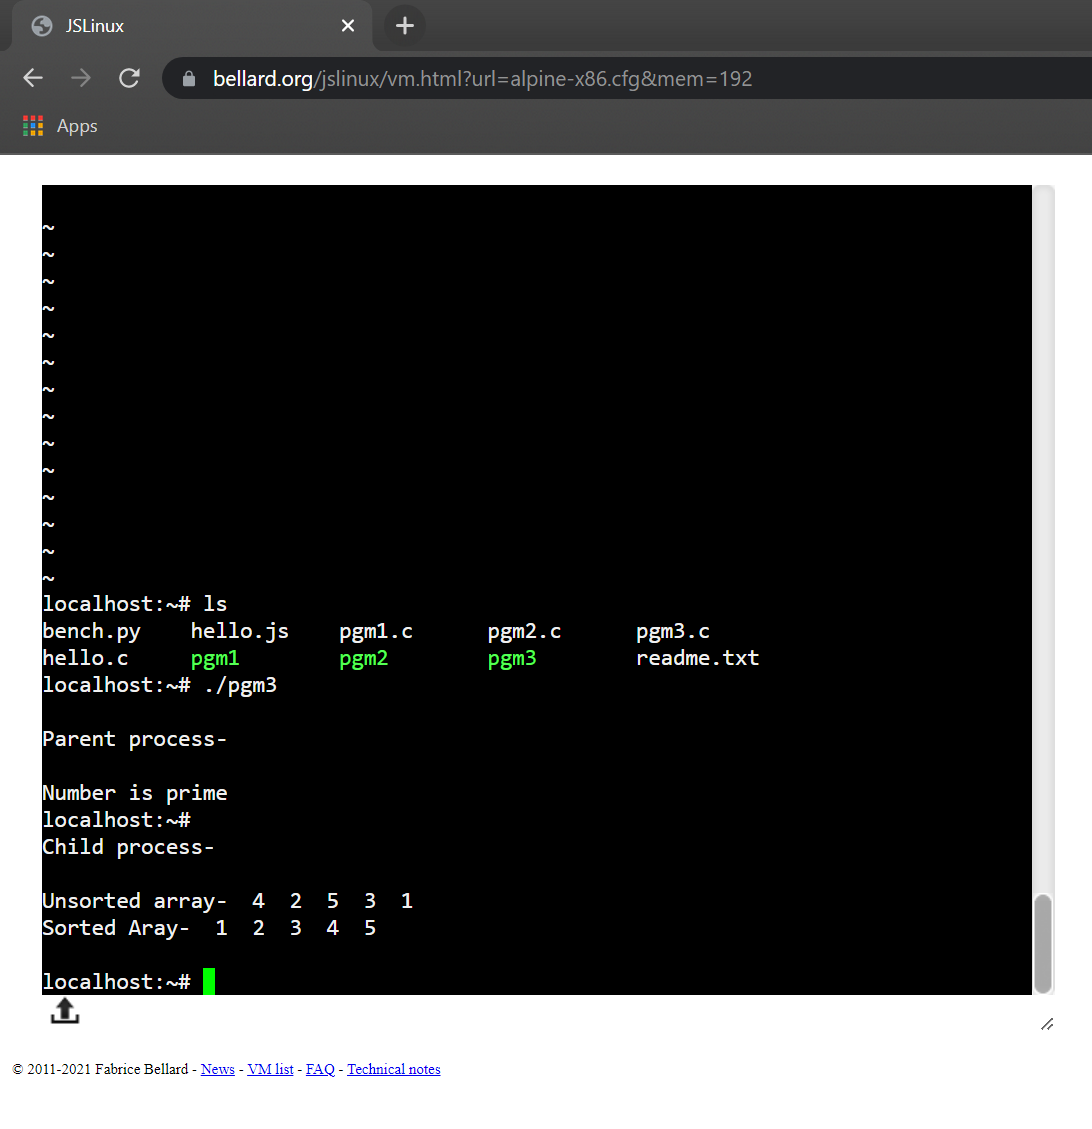 JSLinux
bellard.org/jslinux/vm.html?url=alpine-x86.cfg&mem=192
Apps
~
~
~
~
~
~
~
~
~
~
~
~
~
~
localhost:~# ls
bench.py hello.js pgm1.c pgm2.c pgm3.c
hello.c pgm1 pgm2 pgm3 readme.txt
localhost:~# ./pgm3
Parent process-
Number is prime
localhost:~#
Child process-
Unsorted array- 4 2 5 3 1
Sorted Aray- 1 2 3 4 5
localhost:~#
© 2011-2021 Fabrice Bellard - News - VM list - FAQ - Technical notes